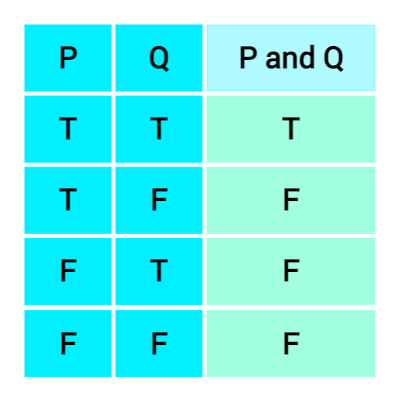 P Q P and Q
T T T
T F F
F T F
F F F